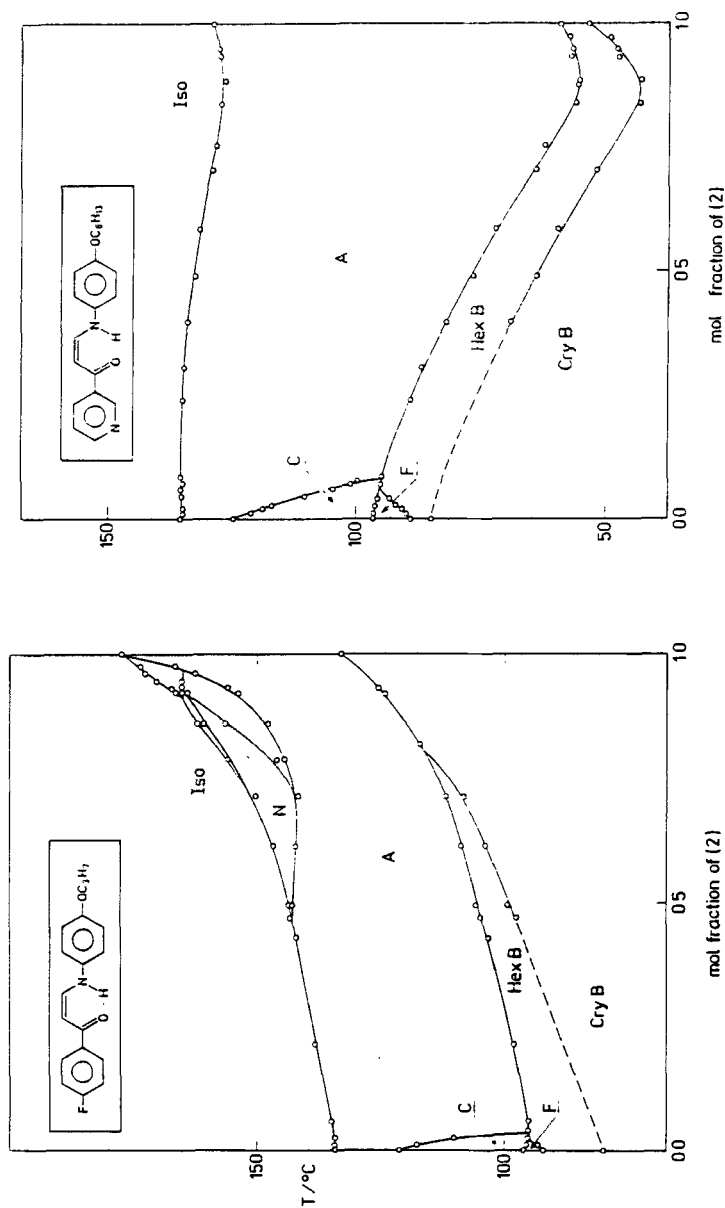 F
O
H
N
OC₃H₇
Iso
150
N
T/°C
A
C
100
Hex B
F
Cry B
0.0
0.5
1.0
mol fraction of (2)
N
O
H
N
OC₆H₁₃
150
Iso
A
C
100
Hex B
F
Cry B
50
0.0
0.5
1.0
mol fraction of (2)